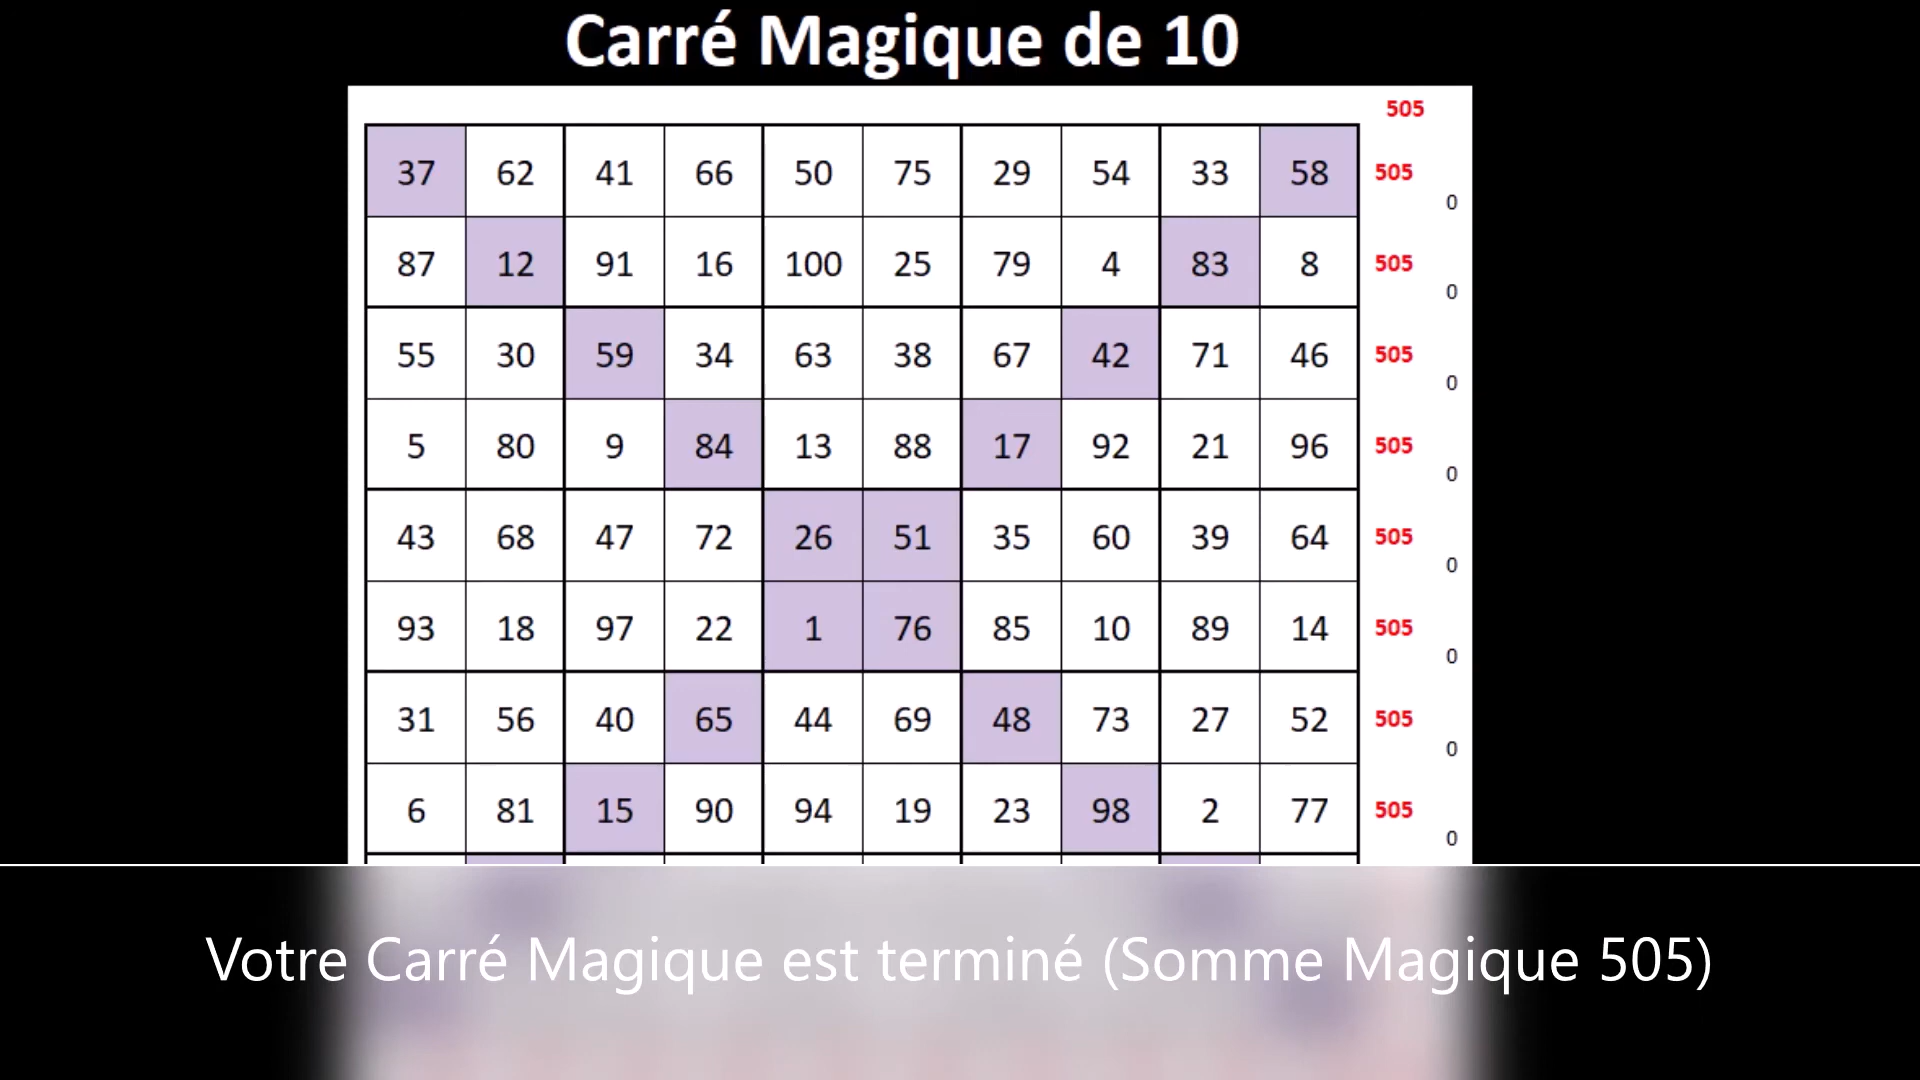 Carré Magique de 10
505
37 62 41 66 50 75 29 54 33 58 505
0
87 12 91 16 100 25 79 4 83 8 505
0
55 30 59 34 63 38 67 42 71 46 505
0
5 80 9 84 13 88 17 92 21 96 505
0
43 68 47 72 26 51 35 60 39 64 505
0
93 18 97 22 1 76 85 10 89 14 505
0
31 56 40 65 44 69 48 73 27 52 505
0
6 81 15 90 94 19 23 98 2 77 505
0
Votre Carré Magique est terminé (Somme Magique 505)